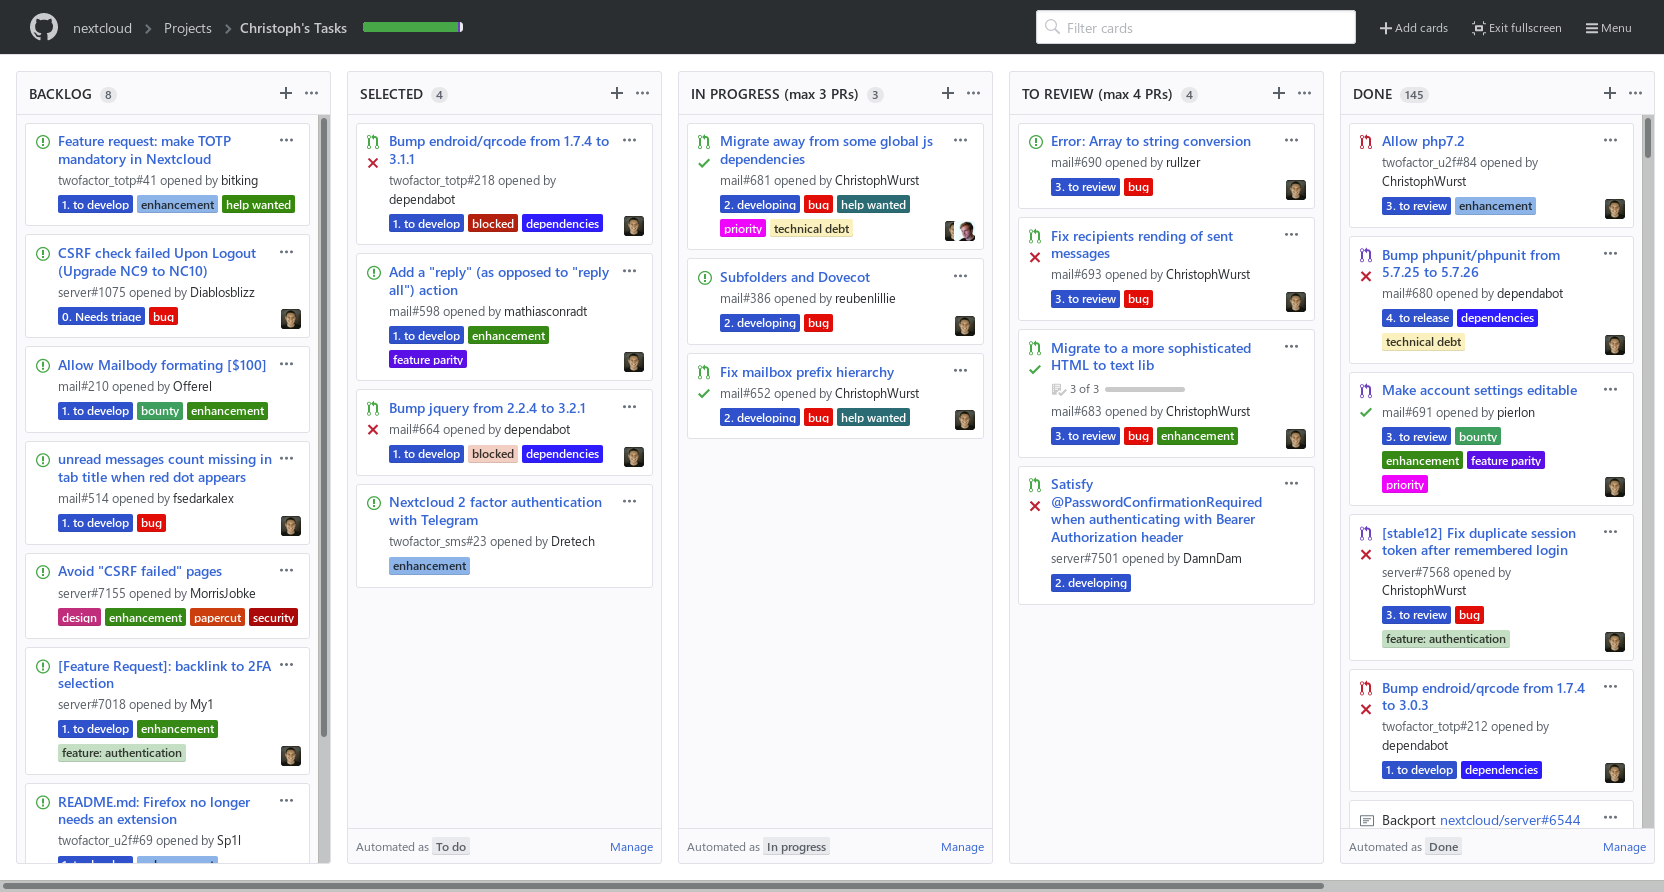 nextcloud Projects Christoph's Tasks
Filter cards
Add cards
Exit fullscreen
Menu
BACKLOG 8
Feature request: make TOTP
mandatory in Nextcloud
twofactor_totp#41 opened by bitking
1. to develop enhancement help wanted
CSRF check failed Upon Logout
(Upgrade NC9 to NC10)
server#1075 opened by Diablosblizz
0. Needs triage bug
Allow Mailbody formating [$100]
mail#210 opened by Offerel
1. to develop bounty enhancement
unread messages count missing in
tab title when red dot appears
mail#514 opened by fsedarkalex
1. to develop bug
Avoid "CSRF failed" pages
server#7155 opened by MorrisJobke
design enhancement papercut security
[Feature Request]: backlink to 2FA
selection
server#7018 opened by My1
1. to develop enhancement
feature: authentication
README.md: Firefox no longer
needs an extension
twofactor_u2f#69 opened by Sp1l
SELECTED 4
Bump endroid/qrcode from 1.7.4 to
3.1.1
twofactor_totp#218 opened by
dependabot
1. to develop blocked dependencies
Add a "reply" (as opposed to "reply
all") action
mail#598 opened by mathiasconradt
1. to develop enhancement
feature parity
Bump jquery from 2.2.4 to 3.2.1
mail#664 opened by dependabot
1. to develop blocked dependencies
Nextcloud 2 factor authentication
with Telegram
twofactor_sms#23 opened by Dretech
enhancement
Automated as To do Manage
IN PROGRESS (max 3 PRs) 3
Migrate away from some global js
dependencies
mail#681 opened by ChristophWurst
2. developing bug help wanted
priority technical debt
Subfolders and Dovecot
mail#386 opened by reubenlillie
2. developing bug
Fix mailbox prefix hierarchy
mail#652 opened by ChristophWurst
2. developing bug help wanted
Automated as In progress Manage
TO REVIEW (max 4 PRs) 4
Error: Array to string conversion
mail#690 opened by rullzer
3. to review bug
Fix recipients rending of sent
messages
mail#693 opened by ChristophWurst
3. to review bug
Migrate to a more sophisticated
HTML to text lib
3 of 3
mail#683 opened by ChristophWurst
3. to review bug enhancement
Satisfy
@PasswordConfirmationRequired
when authenticating with Bearer
Authorization header
server#7501 opened by DamnDam
2. developing
DONE 145
Allow php7.2
twofactor_u2f#84 opened by
ChristophWurst
3. to review enhancement
Bump phpunit/phpunit from
5.7.25 to 5.7.26
mail#680 opened by dependabot
4. to release dependencies
technical debt
Make account settings editable
mail#691 opened by pierlon
3. to review bounty
enhancement feature parity
priority
[stable12] Fix duplicate session
token after remembered login
server#7568 opened by
ChristophWurst
3. to review bug
feature: authentication
Bump endroid/qrcode from 1.7.4
to 3.0.3
twofactor_totp#212 opened by
dependabot
1. to develop dependencies
Backport nextcloud/server#6544
Automated as Done Manage